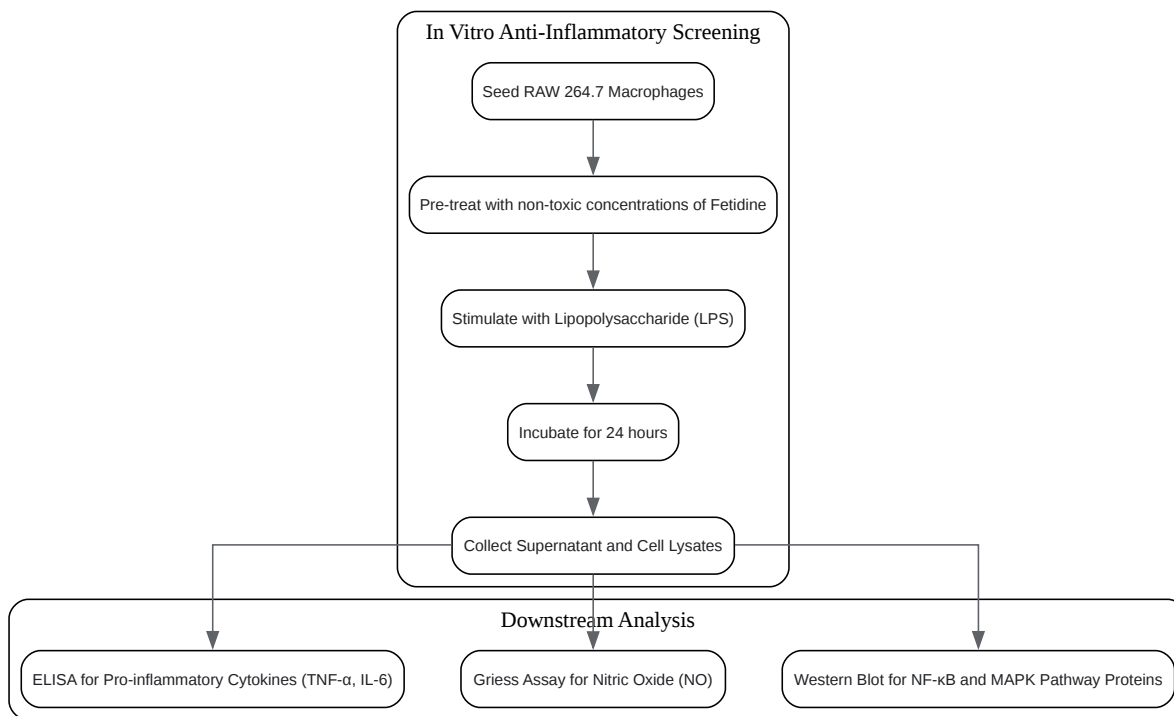 In Vitro Anti-Inflammatory Screening
Seed RAW 264.7 Macrophages
Pre-treat with non-toxic concentrations of Fetidine
Stimulate with Lipopolysaccharide (LPS)
Incubate for 24 hours
Collect Supernatant and Cell Lysates
Downstream Analysis
ELISA for Pro-inflammatory Cytokines (TNF-α, IL-6)
Griess Assay for Nitric Oxide (NO)
Western Blot for NF-κB and MAPK Pathway Proteins